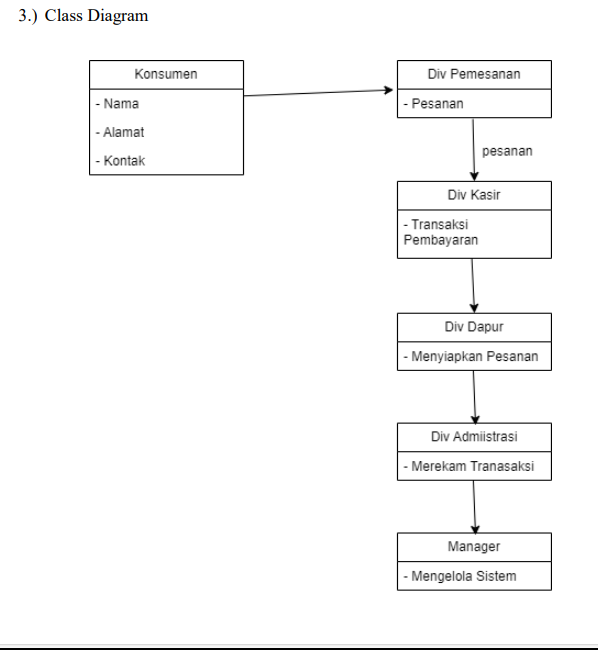 3.) Class Diagram
Konsumen
- Nama
- Alamat
- Kontak
Div Pemesanan
- Pesanan
pesanan
Div Kasir
- Transaksi
Pembayaran
Div Dapur
- Menyiapkan Pesanan
Div Admiistrasi
- Merekam Tranasaksi
Manager
- Mengelola Sistem